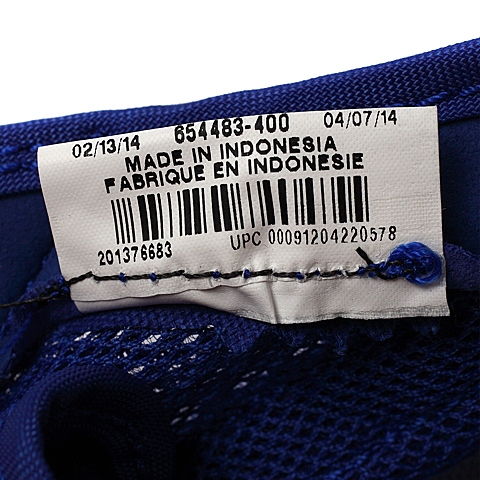 02/13/14 654483-400 04/07/14
MADE IN INDONESIA
FABRIQUE EN INDONESIE
201376683 UPC 00091204220578